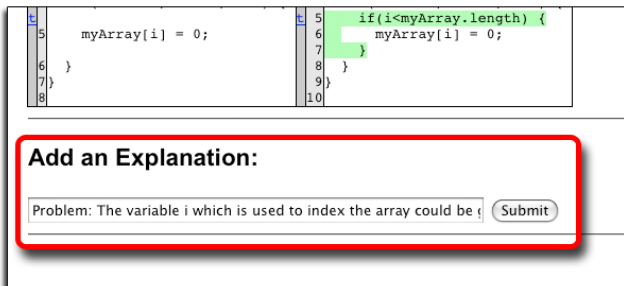 t 5 if(i<myArray.length) {
5 myArray[i] = 0; 6 myArray[i] = 0;
7 }
6 } 8 }
7 } 9 }
8 10
Add an Explanation:
Problem: The variable i which is used to index the array could be Submit